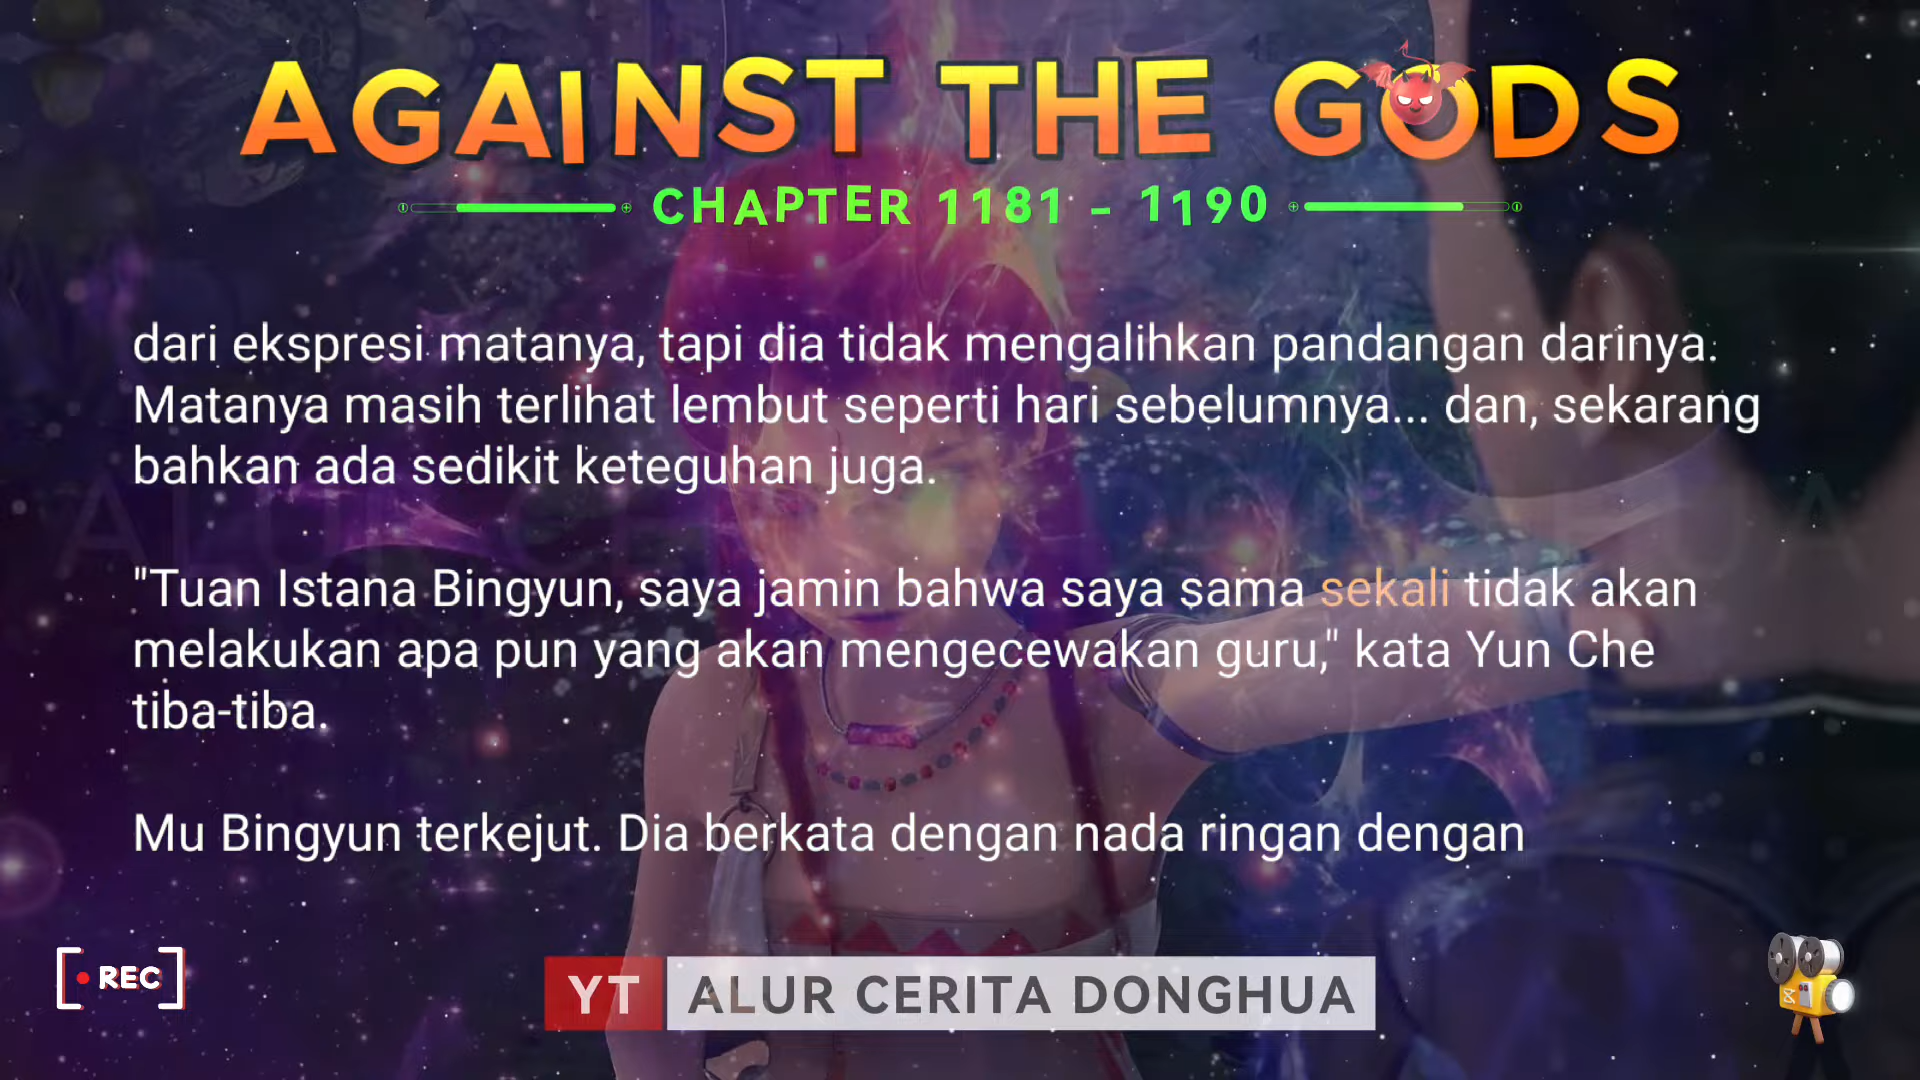 AGAINST THE GODS
CHAPTER 1181 - 1190
dari ekspresi matanya, tapi dia tidak mengalihkan pandangan darinya.
Matanya masih terlihat lembut seperti hari sebelumnya... dan, sekarang
bahkan ada sedikit keteguhan juga.
"Tuan Istana Bingyun, saya jamin bahwa saya sama sekali tidak akan
melakukan apa pun yang akan mengecewakan guru," kata Yun Che
tiba-tiba.
Mu Bingyun terkejut. Dia berkata dengan nada ringan dengan
REC
YT ALUR CERITA DONGHUA